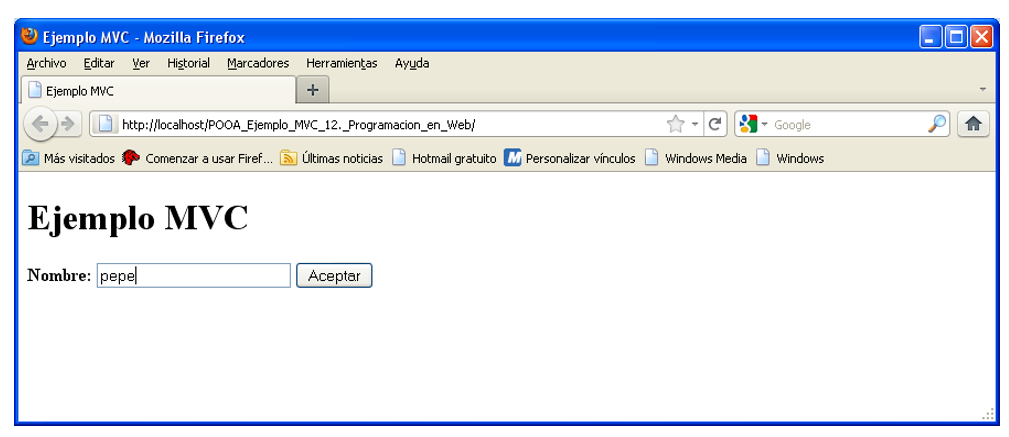 Ejemplo MVC - Mozilla Firefox
Archivo Editar Ver Historial Marcadores Herramientas Ayuda
Ejemplo MVC +
http://localhost/POOA_Ejemplo_MVC_12._Programacion_en_Web/ Google
Más visitados Comenzar a usar Firef... Últimas noticias Hotmail gratuito Personalizar vínculos Windows Media Windows
Ejemplo MVC
Nombre: pepe Aceptar